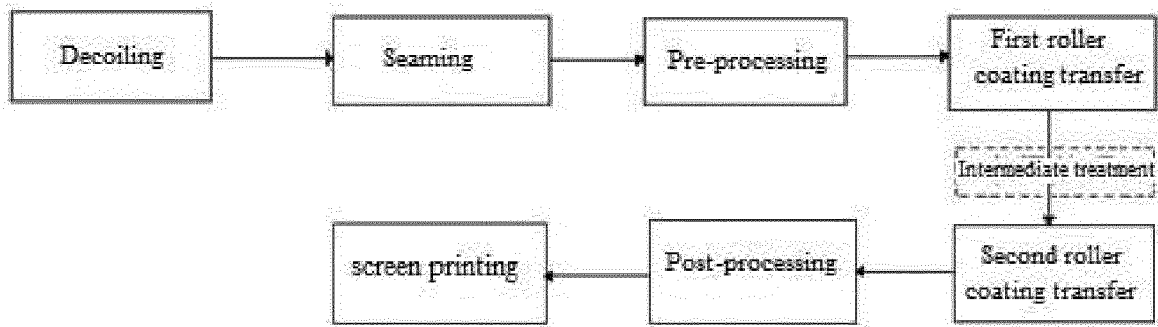 Decoiling
Seaming
Pre-processing
First roller
coating transfer
Intermediate treatment
Second roller
coating transfer
Post-processing
screen printing